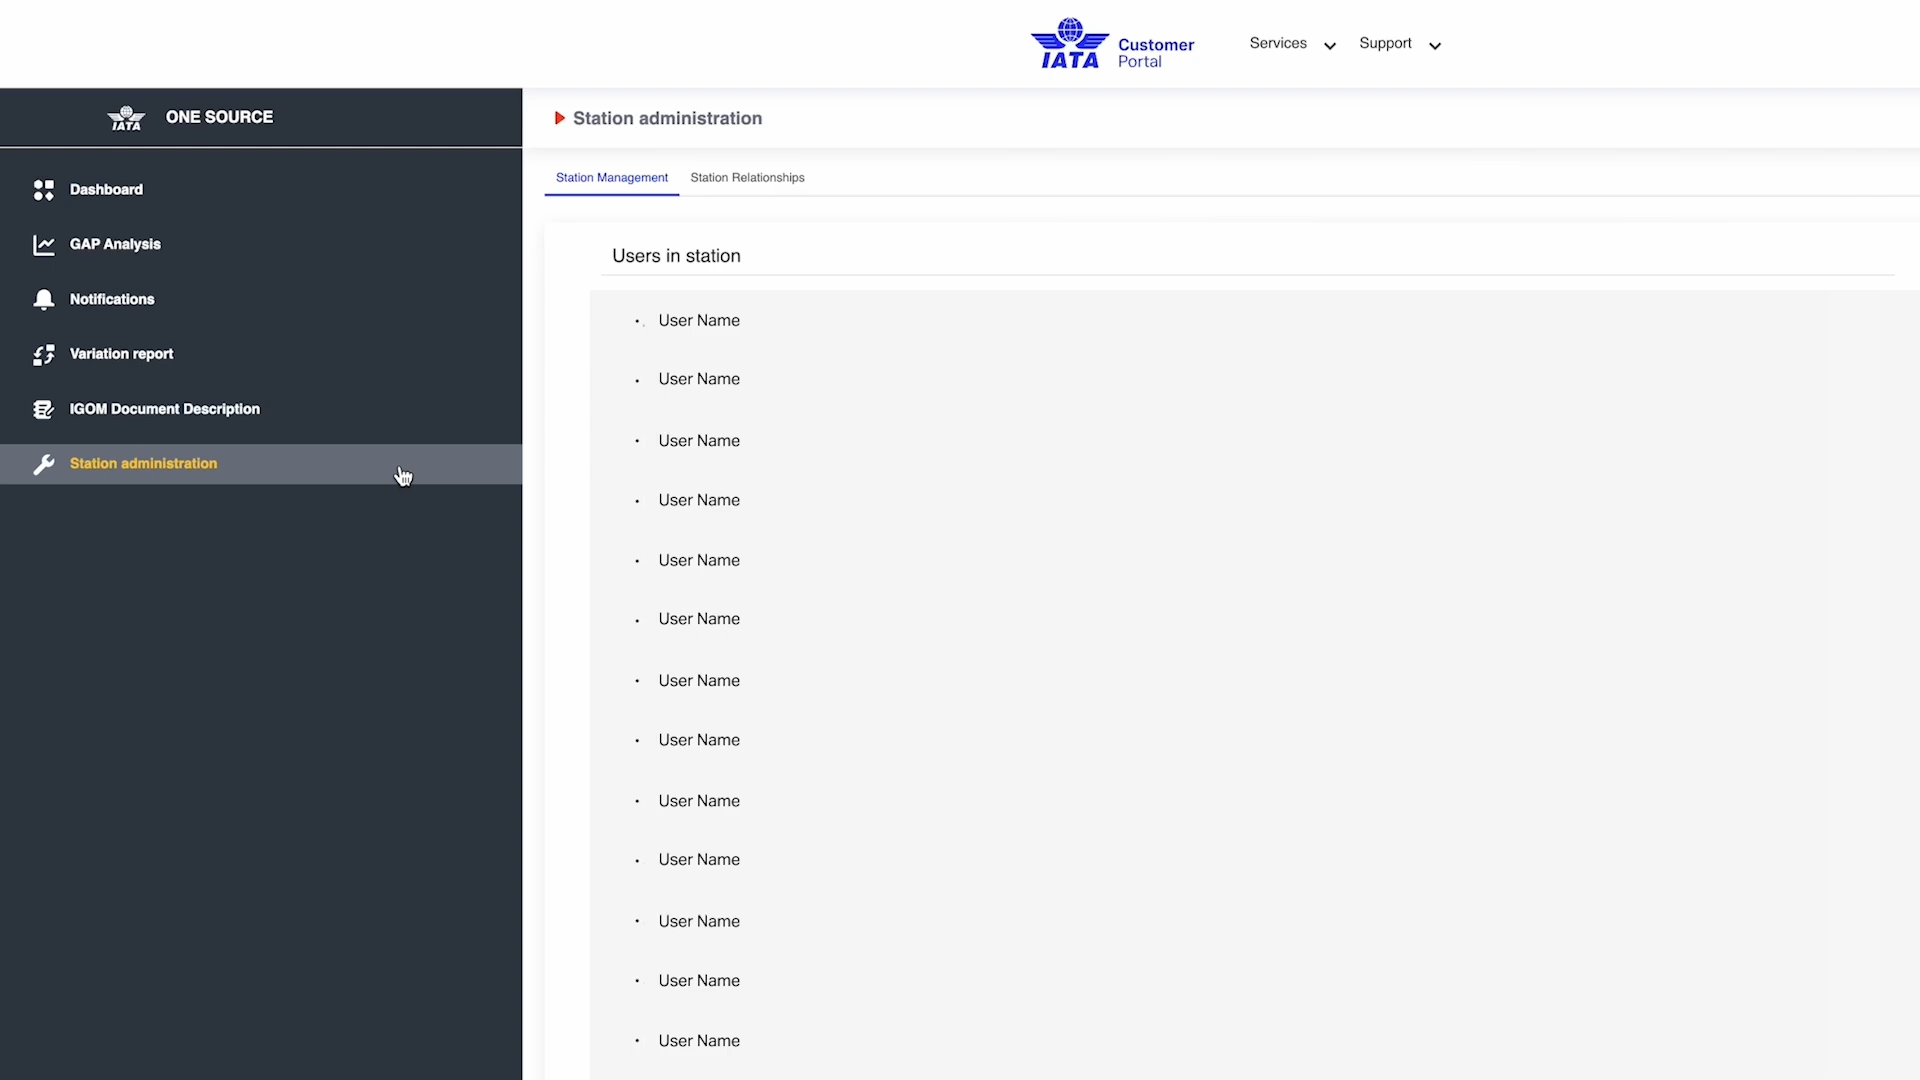 IATA
Customer
Portal
Services
Support
IATA
ONE SOURCE
Dashboard
GAP Analysis
Notifications
Variation report
IGOM Document Description
Station administration
Station administration
Station Management
Station Relationships
Users in station
• User Name
• User Name
• User Name
• User Name
• User Name
• User Name
• User Name
• User Name
• User Name
• User Name
• User Name
• User Name
• User Name